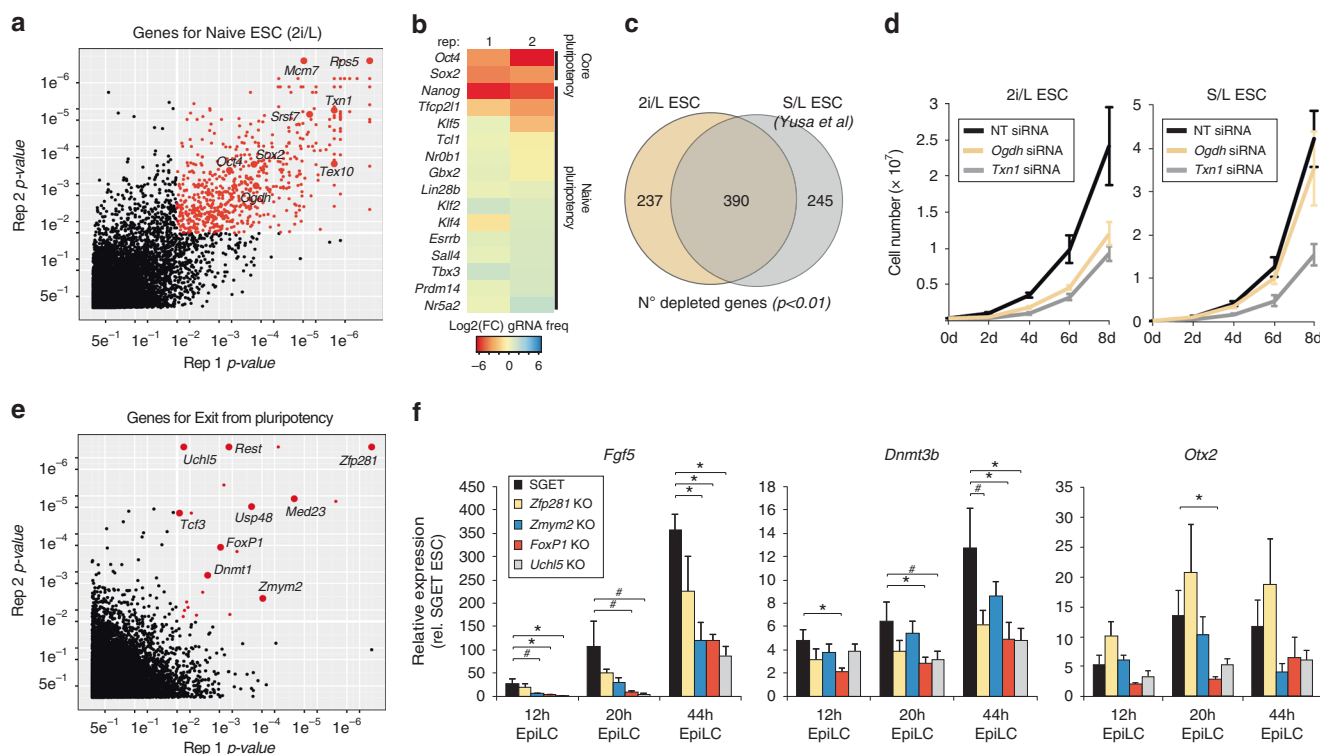 a
Genes for Naive ESC (2i/L)
Rep 2 p-value
1e⁻⁶
1e⁻⁵
1e⁻⁴
1e⁻³
1e⁻²
1e⁻¹
5e⁻¹
Mcm7
Rps5
Txn1
Srsf7
Oct4
Sox2
Tex10
Ogdh
5e⁻¹ 1e⁻¹ 1e⁻² 1e⁻³ 1e⁻⁴ 1e⁻⁵ 1e⁻⁶
Rep 1 p-value
b
rep: 1 2
Oct4
Sox2
Nanog
Tfcp2l1
Klf5
Tcl1
Nr0b1
Gbx2
Lin28b
Klf2
Klf4
Esrrb
Sall4
Tbx3
Prdm14
Nr5a2
Core pluripotency
Naive pluripotency
Log2(FC) gRNA freq
−6 0 6
c
2i/L ESC
S/L ESC
(Yusa et al)
237 390 245
N° depleted genes (p<0.01)
d
2i/L ESC
Cell number (× 10⁷)
3
2.5
2
1.5
1
0.5
NT siRNA
Ogdh siRNA
Txn1 siRNA
0d 2d 4d 6d 8d
S/L ESC
5
4
3
2
1
0
NT siRNA
Ogdh siRNA
Txn1 siRNA
0d 2d 4d 6d 8d
e
Genes for Exit from pluripotency
Rep 2 p-value
1e⁻⁶
1e⁻⁵
1e⁻⁴
1e⁻³
1e⁻²
1e⁻¹
5e⁻¹
Uchl5
Rest
Zfp281
Tcf3
Usp48
Med23
FoxP1
Dnmt1
Zmym2
5e⁻¹ 1e⁻¹ 1e⁻² 1e⁻³ 1e⁻⁴ 1e⁻⁵ 1e⁻⁶
Rep 1 p-value
f
Relative expression
(rel. SGET ESC)
Fgf5
450
400
350
300
250
200
150
100
50
0
SGET
Zfp281 KO
Zmym2 KO
FoxP1 KO
Uchl5 KO
*
*
#
#
#
*
*
*
12h EpiLC
20h EpiLC
44h EpiLC
Dnmt3b
18
16
14
12
10
8
6
4
2
0
*
#
*
*
*
#
12h EpiLC
20h EpiLC
44h EpiLC
Otx2
35
30
25
20
15
10
5
0
*
12h EpiLC
20h EpiLC
44h EpiLC